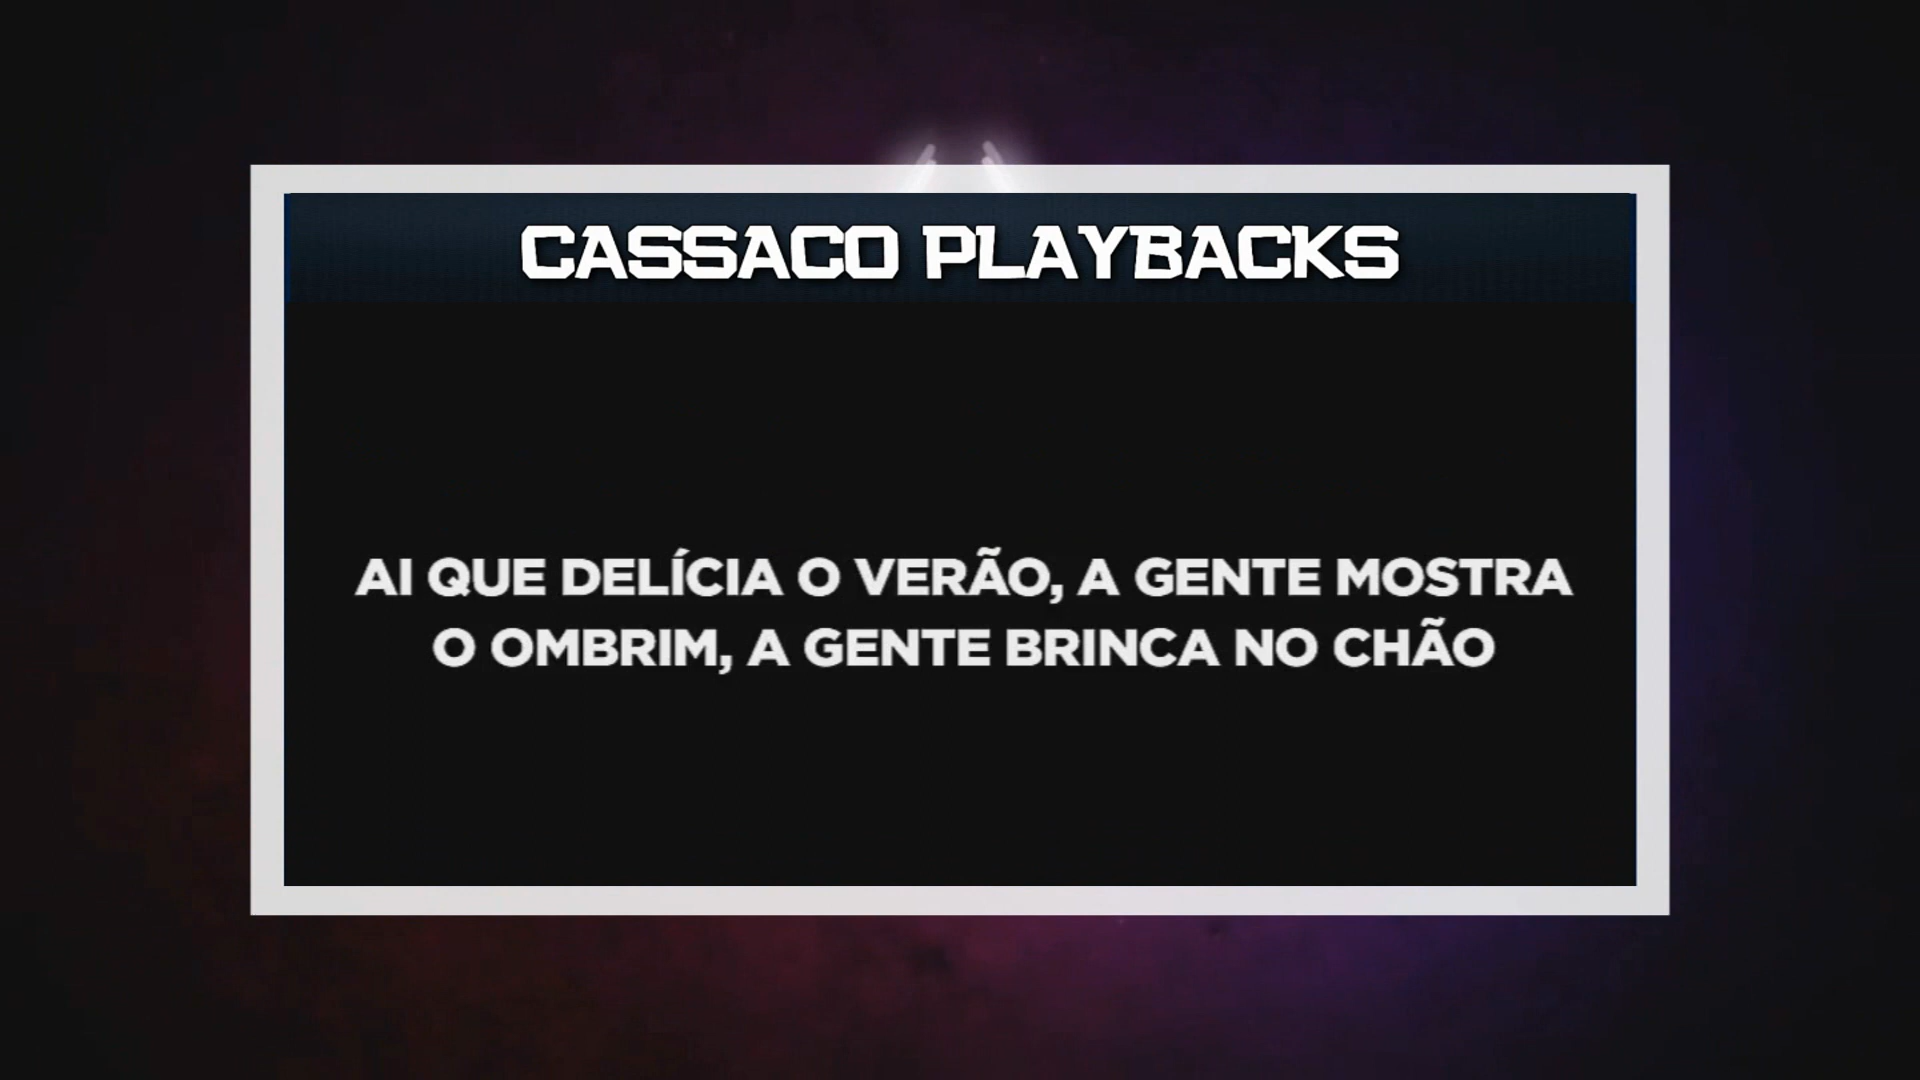 CASSACO PLAYBACKS
AI QUE DELÍCIA O VERÃO, A GENTE MOSTRA
O OMBRIM, A GENTE BRINCA NO CHÃO